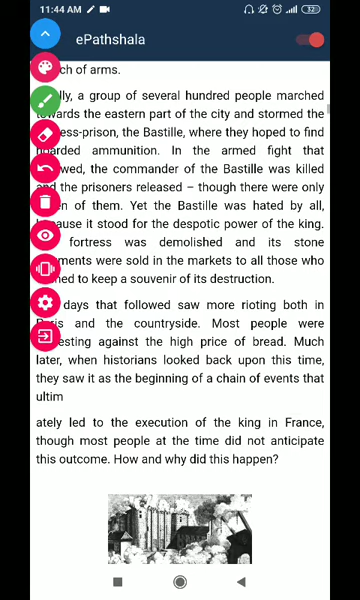 11:44 AM
32
ePathshala
ch of arms.
lly, a group of several hundred people marched
wards the eastern part of the city and stormed the
ess-prison, the Bastille, where they hoped to find
arded ammunition. In the armed fight that
wed, the commander of the Bastille was killed
and the prisoners released – though there were only
en of them. Yet the Bastille was hated by all,
cause it stood for the despotic power of the king.
fortress was demolished and its stone
ments were sold in the markets to all those who
hed to keep a souvenir of its destruction.
days that followed saw more rioting both in
Paris and the countryside. Most people were
testing against the high price of bread. Much
later, when historians looked back upon this time,
they saw it as the beginning of a chain of events that
ultim
ately led to the execution of the king in France,
though most people at the time did not anticipate
this outcome. How and why did this happen?